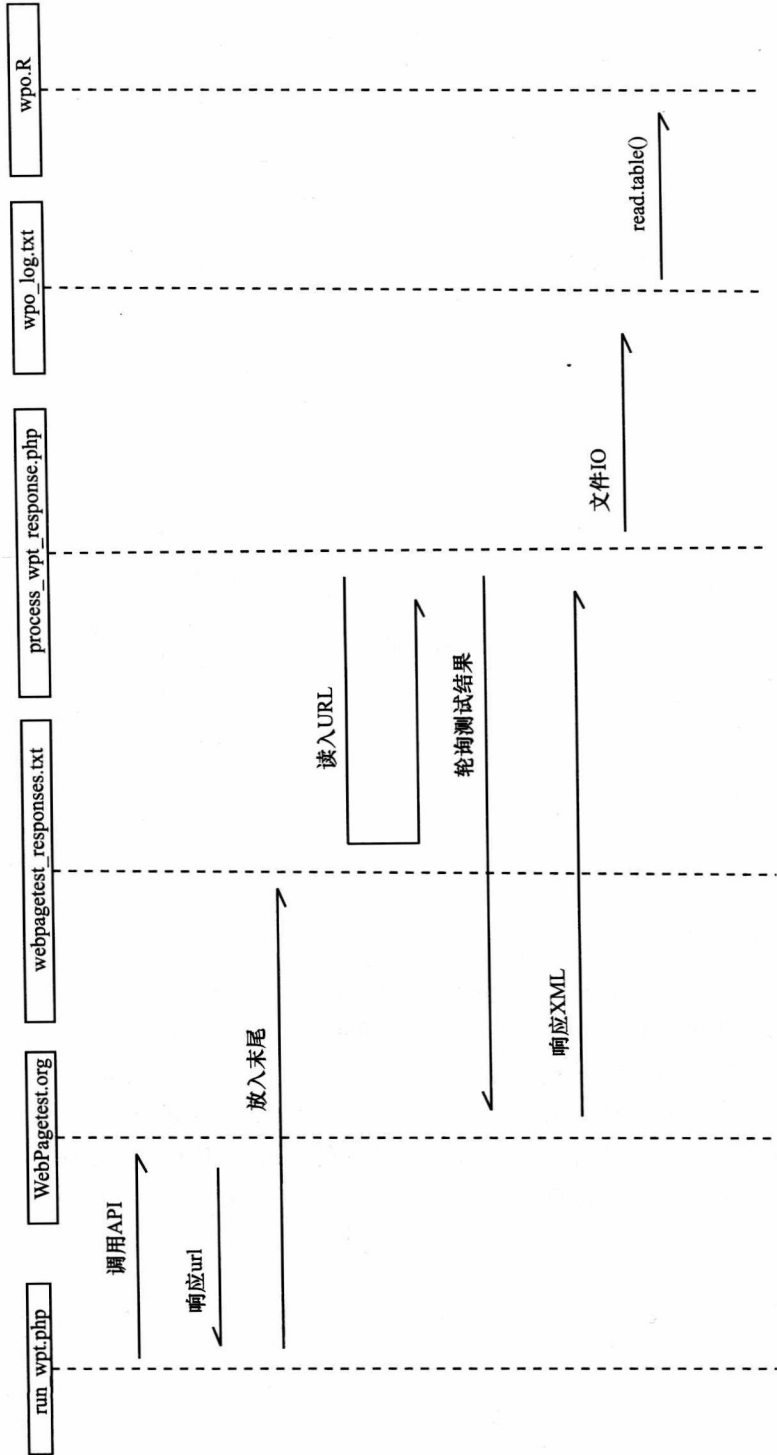 run_wpt.php
WebPagetest.org
webpagetest_responses.txt
process_wpt_response.php
wpo_log.txt
wpo.R
调用API
响应url
放入末尾
读入URL
轮询测试结果
响应XML
文件IO
read.table()